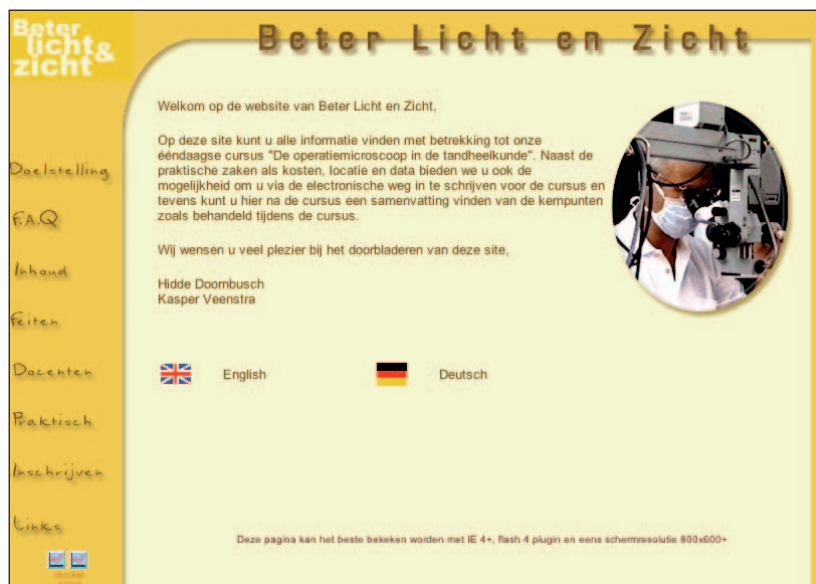 Beter
licht &
zicht
Beter Licht en Zicht
Welkom op de website van Beter Licht en Zicht,
Op deze site kunt u alle informatie vinden met betrekking tot onze
ééndaagse cursus "De operatiemicroscoop in de tandheelkunde". Naast de
praktische zaken als kosten, locatie en data bieden we u ook de
mogelijkheid om u via de electronische weg in te schrijven voor de cursus en
tevens kunt u hier na de cursus een samenvatting vinden van de kernpunten
zoals behandeld tijdens de cursus.
Wij wensen u veel plezier bij het doorbladeren van deze site,
Hidde Doornbusch
Kasper Veenstra
English
Deutsch
Doelstelling
F.A.Q
Inhoud
Feiten
Docenten
Praktisch
Inschrijven
Links
Deze pagina kan het beste bekeken worden met IE 4+, flash 4 plugin en eens schermresolutie 800x600+